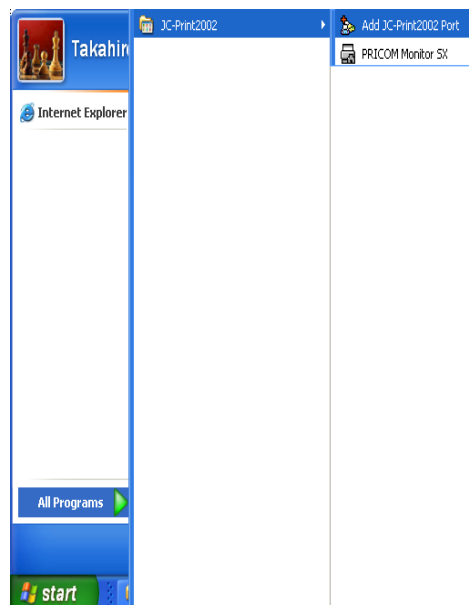 Takahir
Internet Explorer
All Programs
start
JC-Print2002
Add JC-Print2002 Port
PRICOM Monitor SX